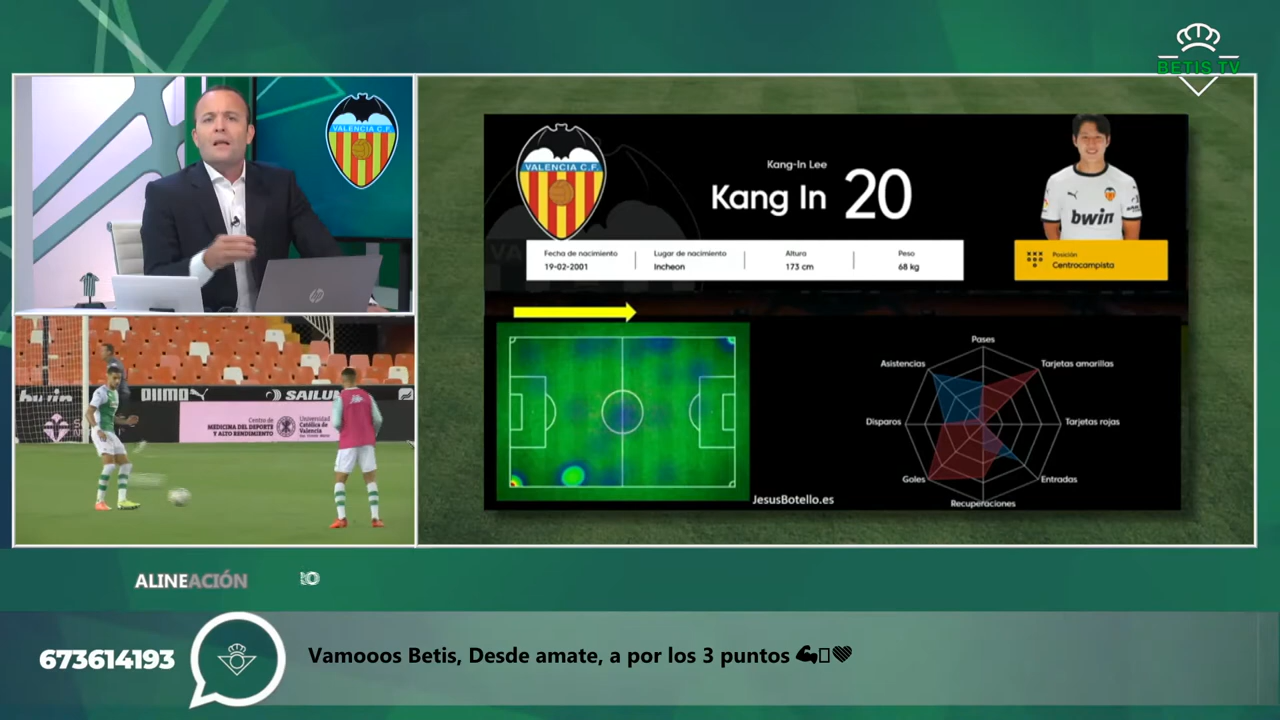 BETIS TV
VALENCIA C.F.
VALENCIA C.F.
Kang-In Lee
Kang In 20
bwin
Fecha de nacimiento
19-02-2001
Lugar de nacimiento
Incheon
Altura
173 cm
Peso
68 kg
Posición
Centrocampista
Pases
Asistencias
Tarjetas amarillas
Disparos
Tarjetas rojas
Goles
Entradas
Recuperaciones
JesusBotello.es
hp
bwin
PUMA
SAILUN
Centro de
MEDICINA DEL DEPORTE
Y ALTO RENDIMIENTO
Universidad
Católica de
Valencia
ALINEACIÓN
673614193
Vamooos Betis, Desde amate, a por los 3 puntos 💪▯💚